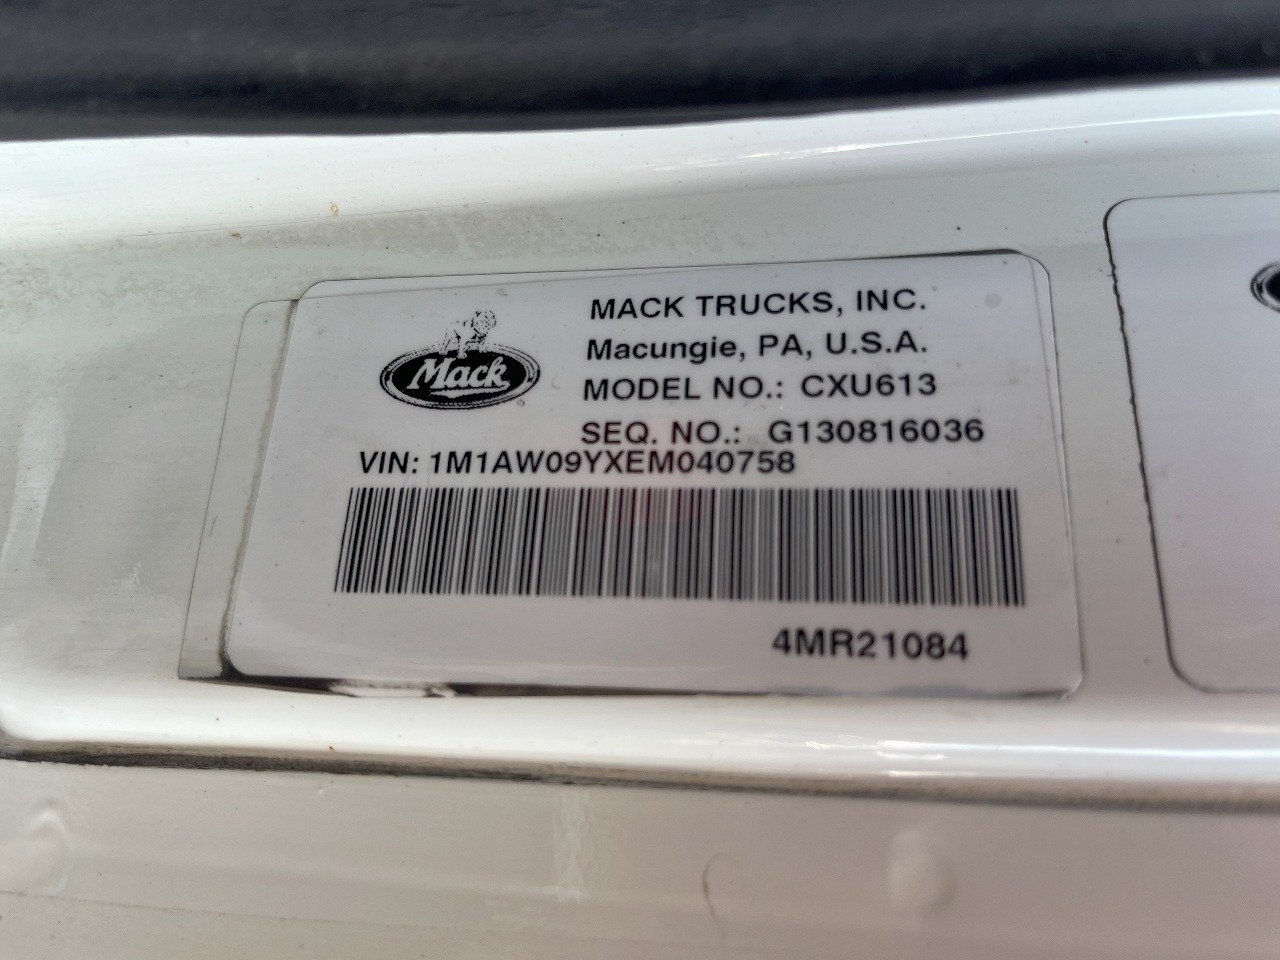 Mack
MACK TRUCKS, INC.
Macungie, PA, U.S.A.
MODEL NO.: CXU613
SEQ. NO.: G130816036
VIN: 1M1AW09YXEM040758
4MR21084